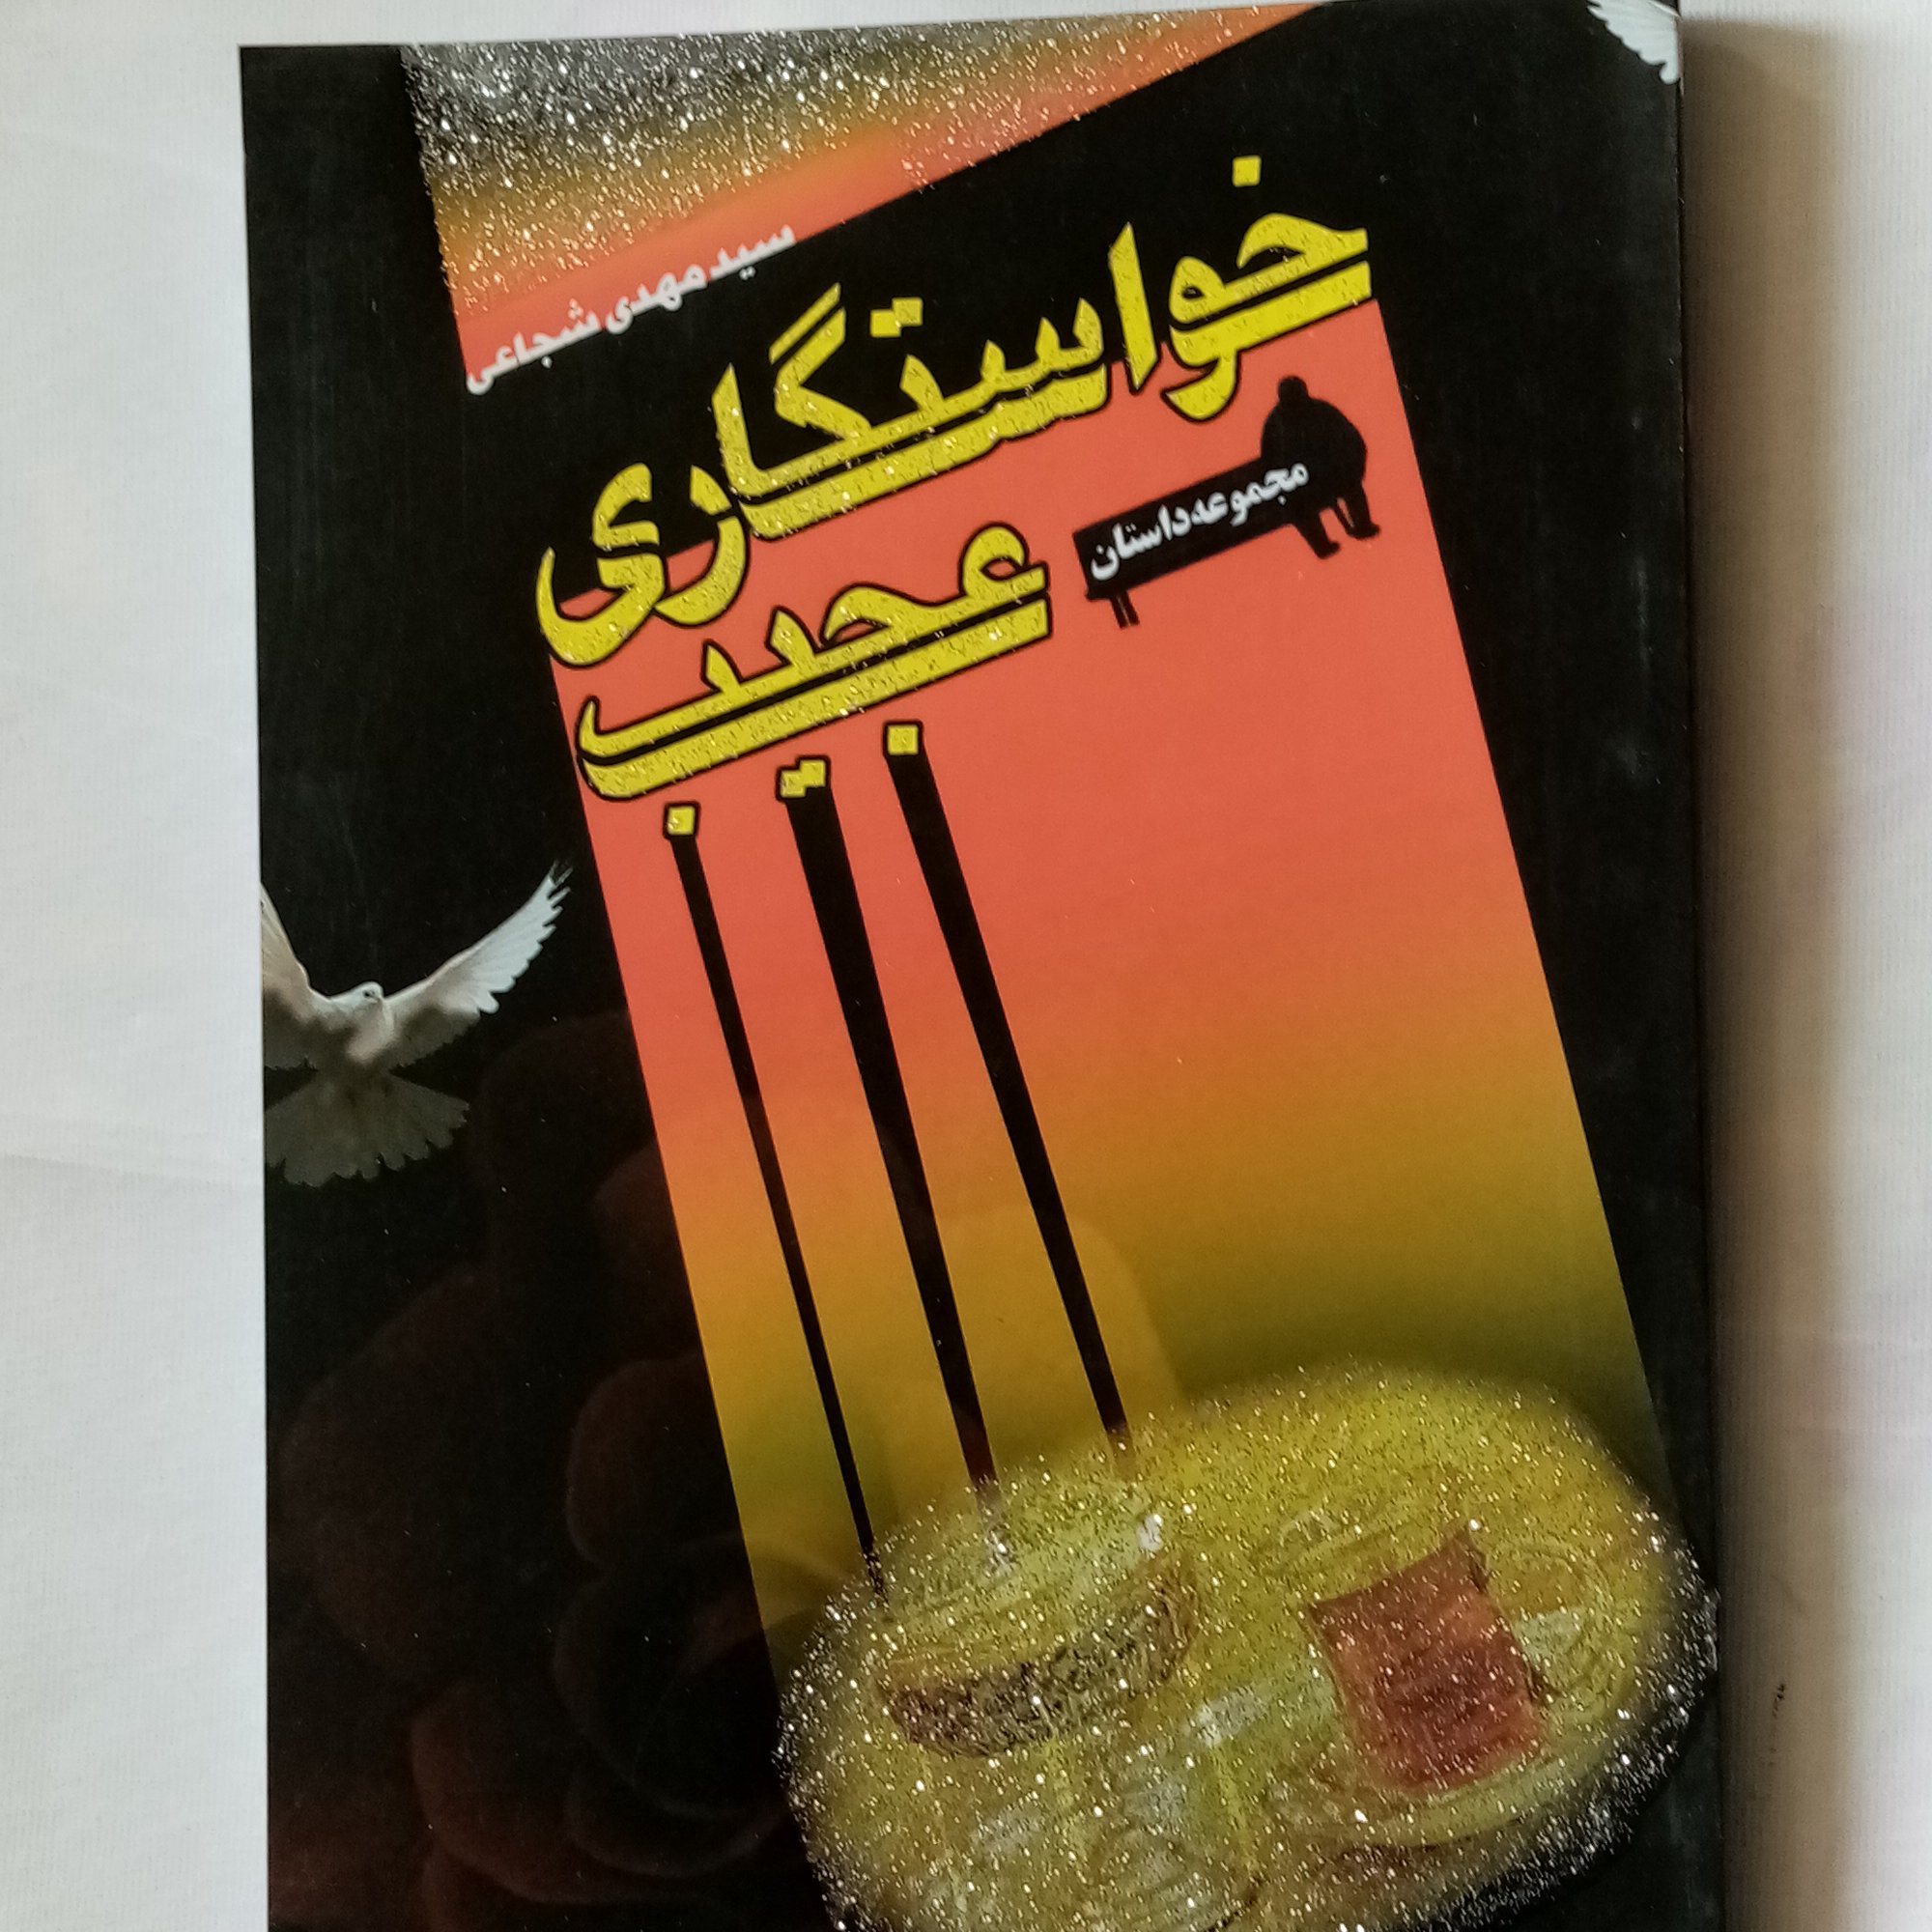 سید مهدی شجاعی
خواستگاری
عجیب
مجموعه داستان